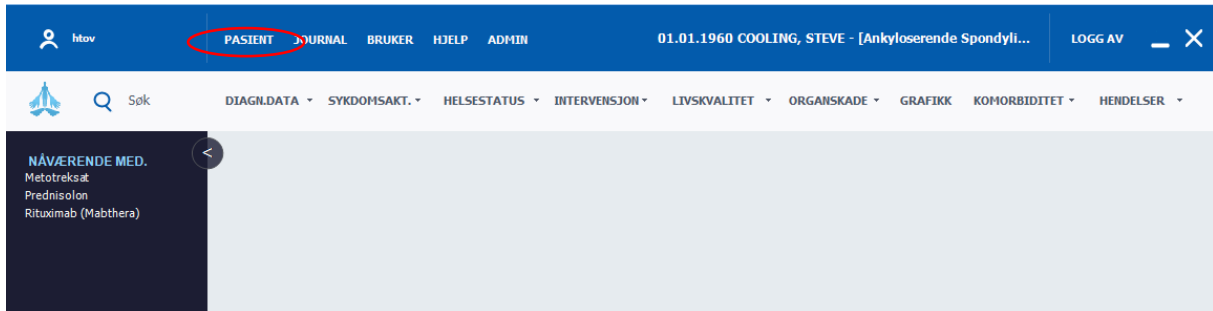 htov PASIENT JOURNAL BRUKER HJELP ADMIN 01.01.1960 COOLING, STEVE - [Ankyloserende Spondyli... LOGG AV
Søk DIAGN.DATA SYKDOMSAKT. HELSESTATUS INTERVENSJON LIVSKVALITET ORGANSKADE GRAFIKK KOMORBIDITET HENDELSER
NÅVÆRENDE MED. <
Metotreksat
Prednisolon
Rituximab (Mabthera)